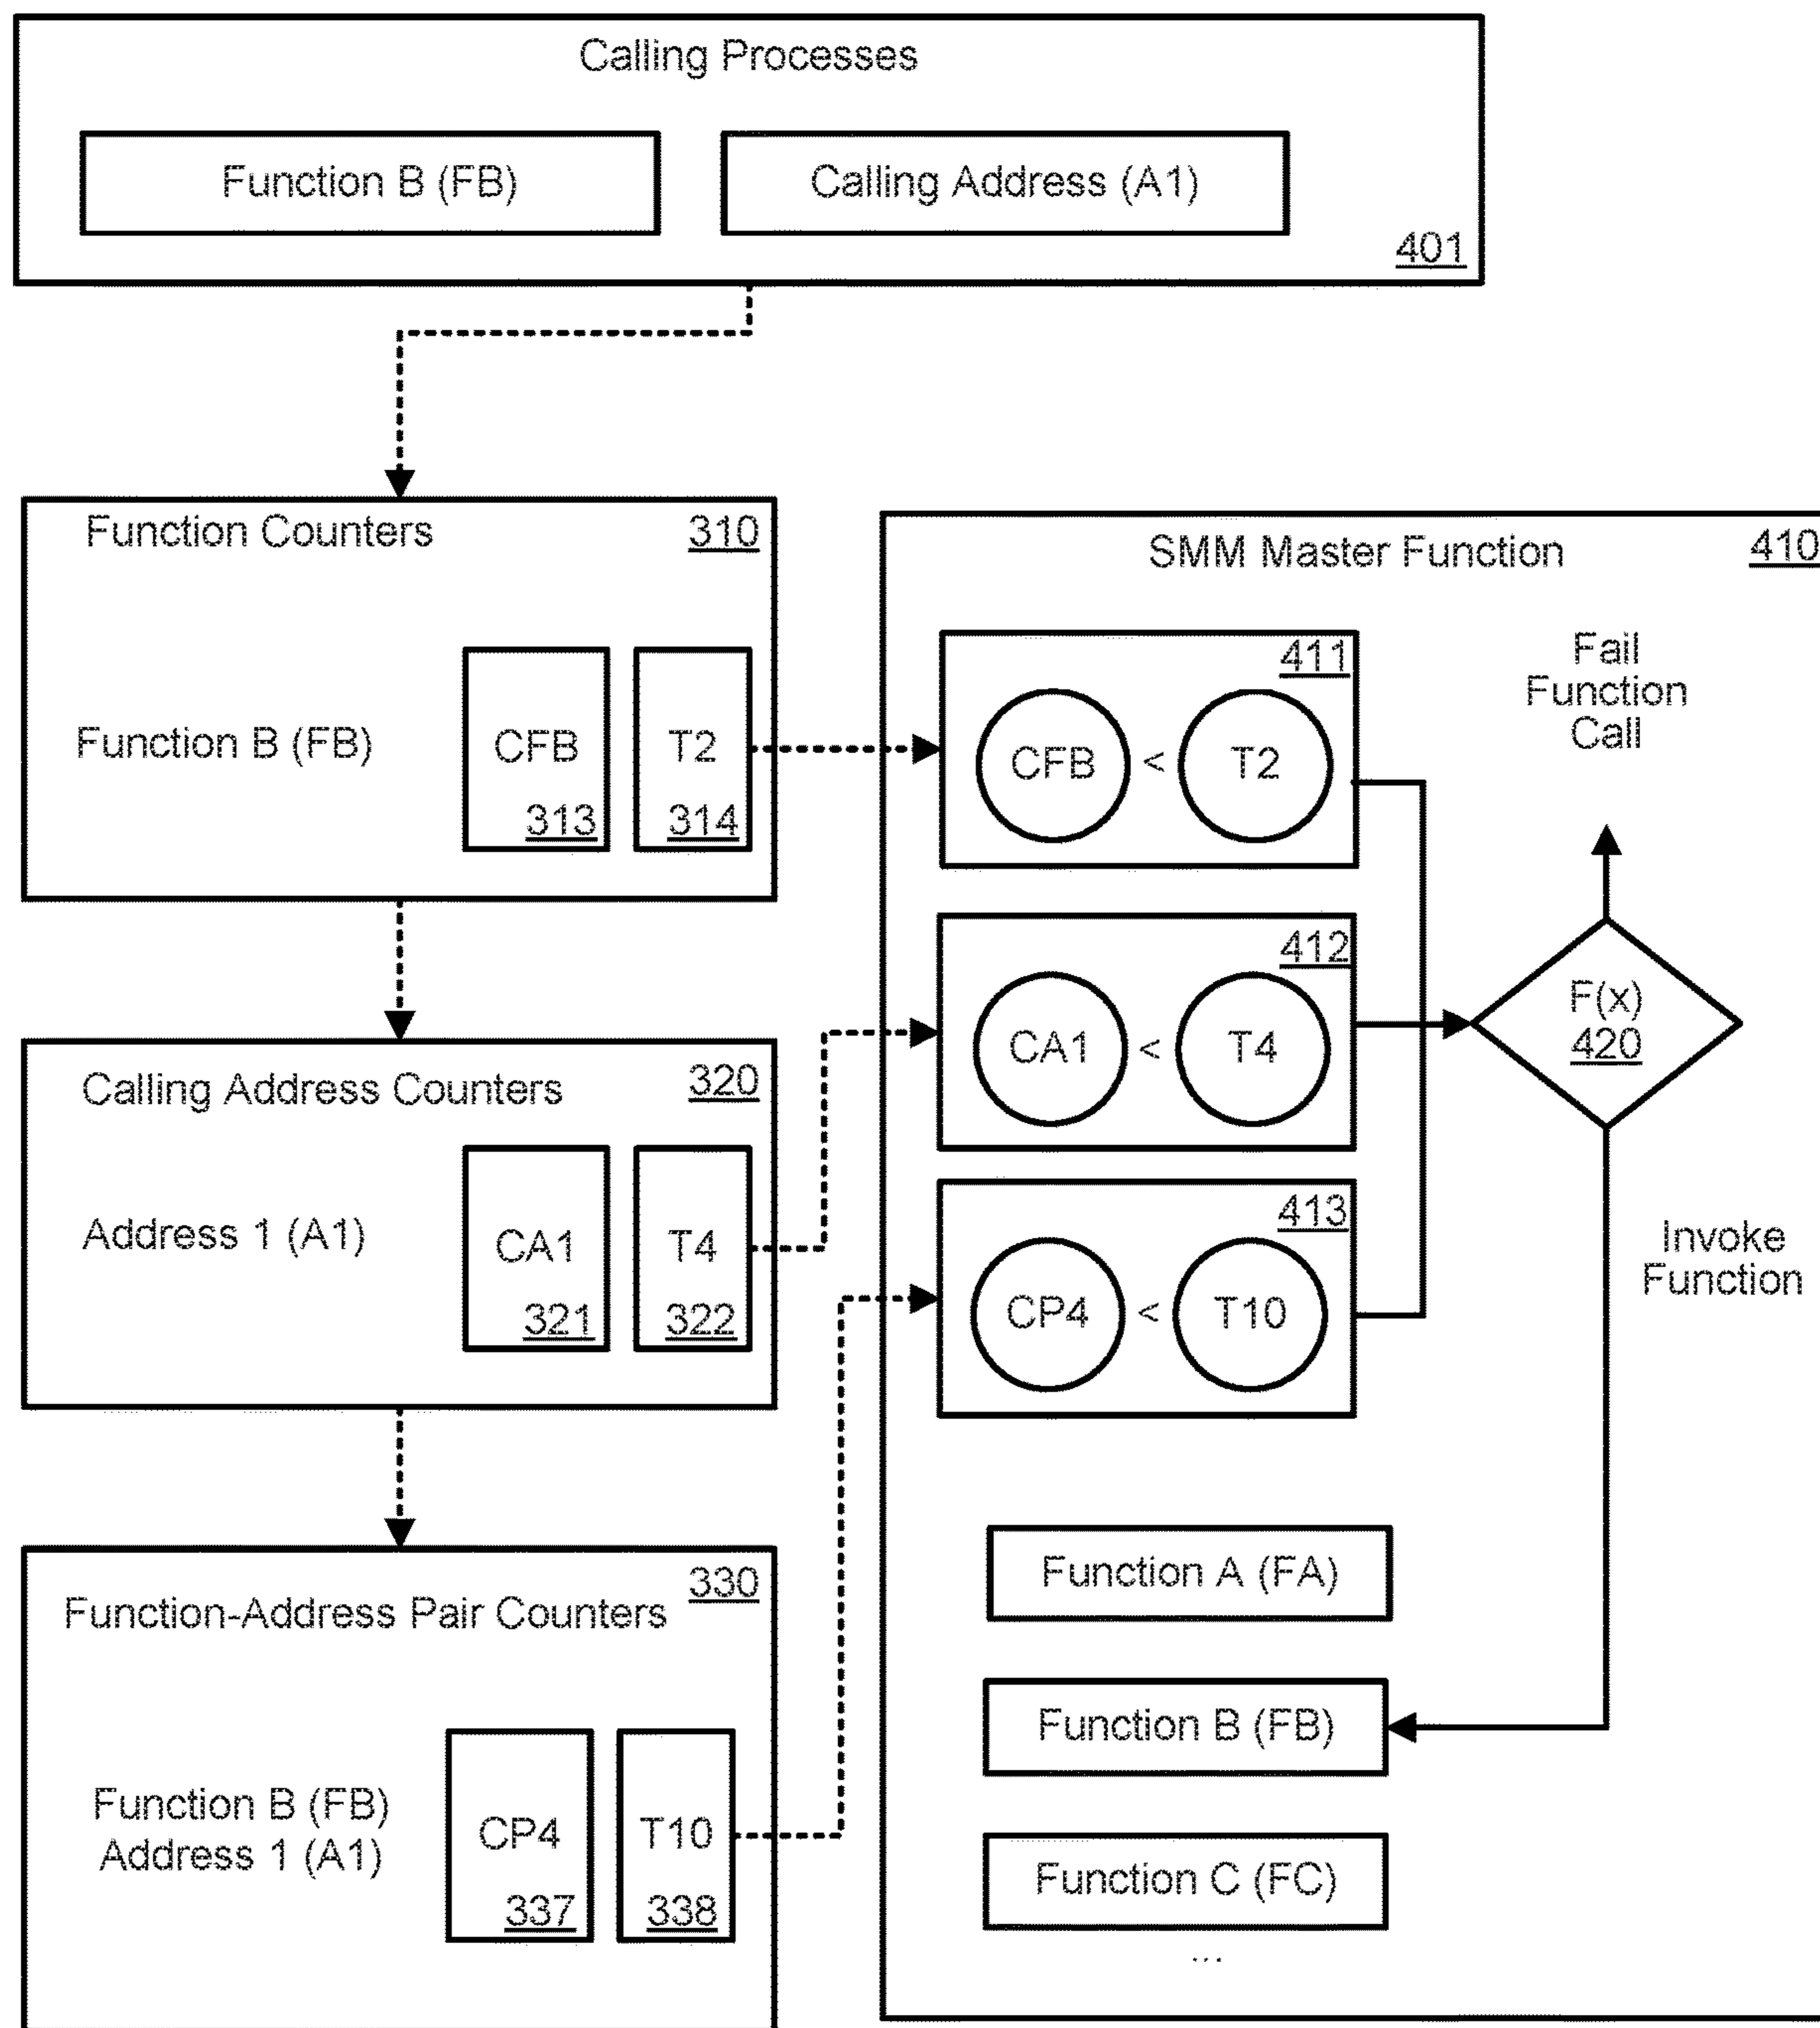 Calling Processes
Function B (FB)
Calling Address (A1)
401
Function Counters
310
Function B (FB)
CFB
313
T2
314
Calling Address Counters
320
Address 1 (A1)
CA1
321
T4
322
Function-Address Pair Counters
330
Function B (FB)
Address 1 (A1)
CP4
337
T10
338
SMM Master Function
410
411
CFB < T2
412
CA1 < T4
413
CP4 < T10
Fail
Function
Call
F(x)
420
Invoke
Function
Function A (FA)
Function B (FB)
Function C (FC)
...